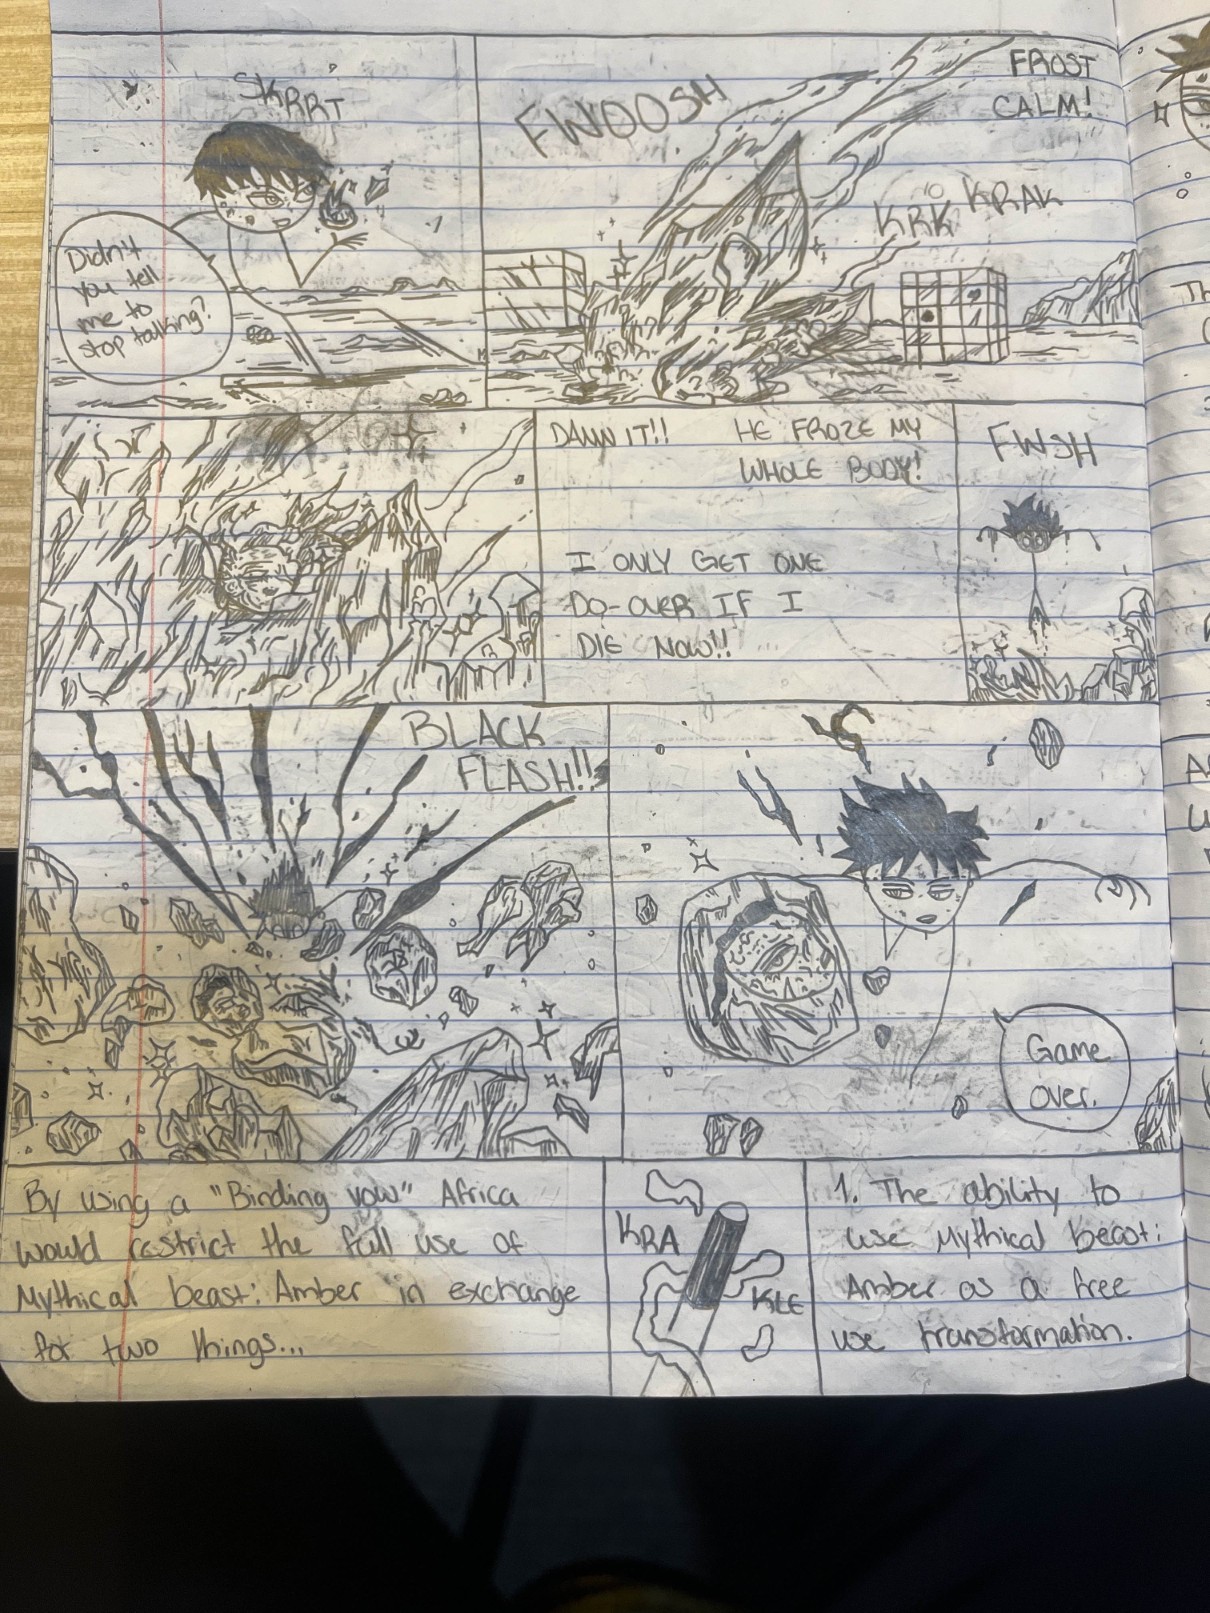 SKRRT
Didn't
you tell
me to
stop talking?
FWOOSH
FROST
CALM!
KRK KRAK
DAMN IT!!
HE FROZE MY
WHOLE BODY!
I ONLY GET ONE
DO-OVER IF I
DIE NOW!!
FWSH
BLACK
FLASH!!
Game
over.
By using a "Binding vow" Africa
would restrict the full use of
Mythical beast: Amber in exchange
for two things...
KRA
KLE
1. The ability to
use Mythical beast:
Amber as a free
use transformation.